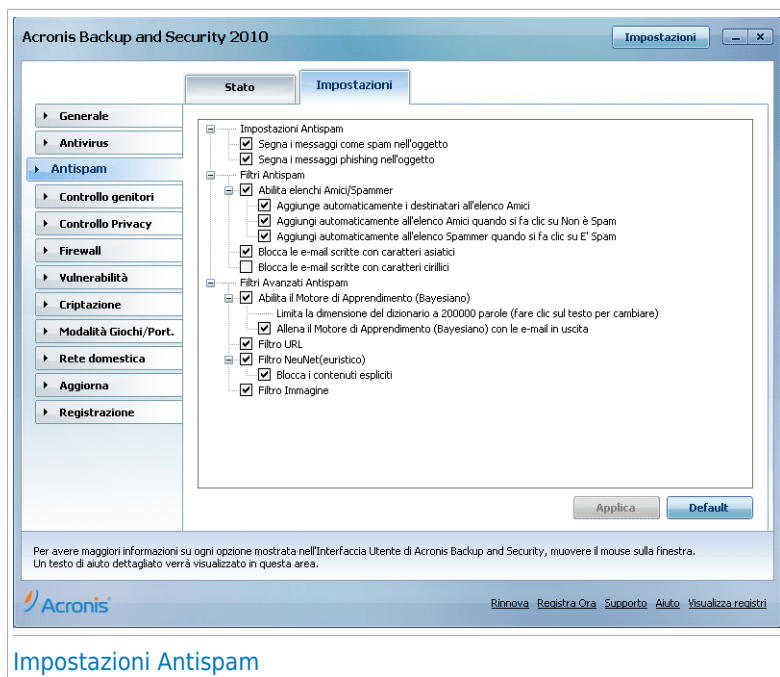 Acronis Backup and Security 2010
Impostazioni
Stato
Impostazioni
Generale
Antivirus
Antispam
Controllo genitori
Controllo Privacy
Firewall
Vulnerabilità
Criptazione
Modalità Giochi/Port.
Rete domestica
Aggiorna
Registrazione
Impostazioni Antispam
Segna i messaggi come spam nell'oggetto
Segna i messaggi phishing nell'oggetto
Filtri Antispam
Abilita elenchi Amici/Spammer
Aggiunge automaticamente i destinatari all'elenco Amici
Aggiungi automaticamente all'elenco Amici quando si fa clic su Non è Spam
Aggiungi automaticamente all'elenco Spammer quando si fa clic su E' Spam
Blocca le e-mail scritte con caratteri asiatici
Blocca le e-mail scritte con caratteri cirillici
Filtri Avanzati Antispam
Abilita il Motore di Apprendimento (Bayesiano)
Limita la dimensione del dizionario a 200000 parole (fare clic sul testo per cambiare)
Allena il Motore di Apprendimento (Bayesiano) con le e-mail in uscita
Filtro URL
Filtro NeuNet(euristico)
Blocca i contenuti espliciti
Filtro Immagine
Applica
Default
Per avere maggiori informazioni su ogni opzione mostrata nell'Interfaccia Utente di Acronis Backup and Security, muovere il mouse sulla finestra.
Un testo di aiuto dettagliato verrà visualizzato in questa area.
Acronis
Rinnova Registra Ora Supporto Aiuto Visualizza registri
Impostazioni Antispam